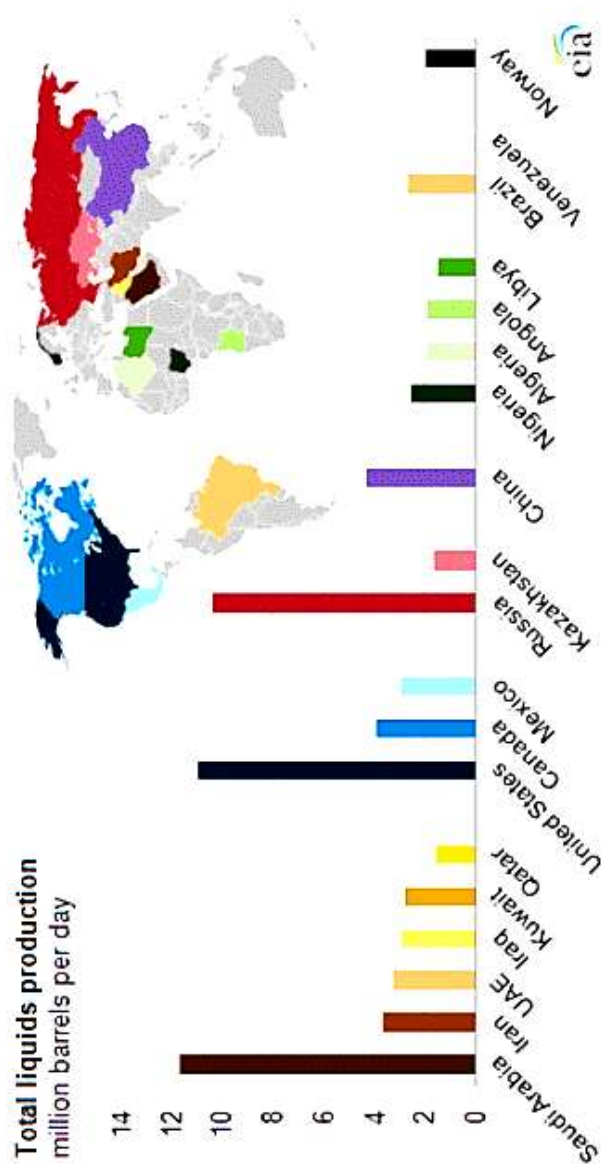 Total liquids production
million barrels per day
14
12
10
8
6
4
2
0
Saudi Arabia
Iran
UAE
Iraq
Kuwait
Qatar
United States
Canada
Mexico
Russia
Kazakhstan
China
Nigeria
Algeria
Angola
Libya
Brazil
Venezuela
Norway
eia